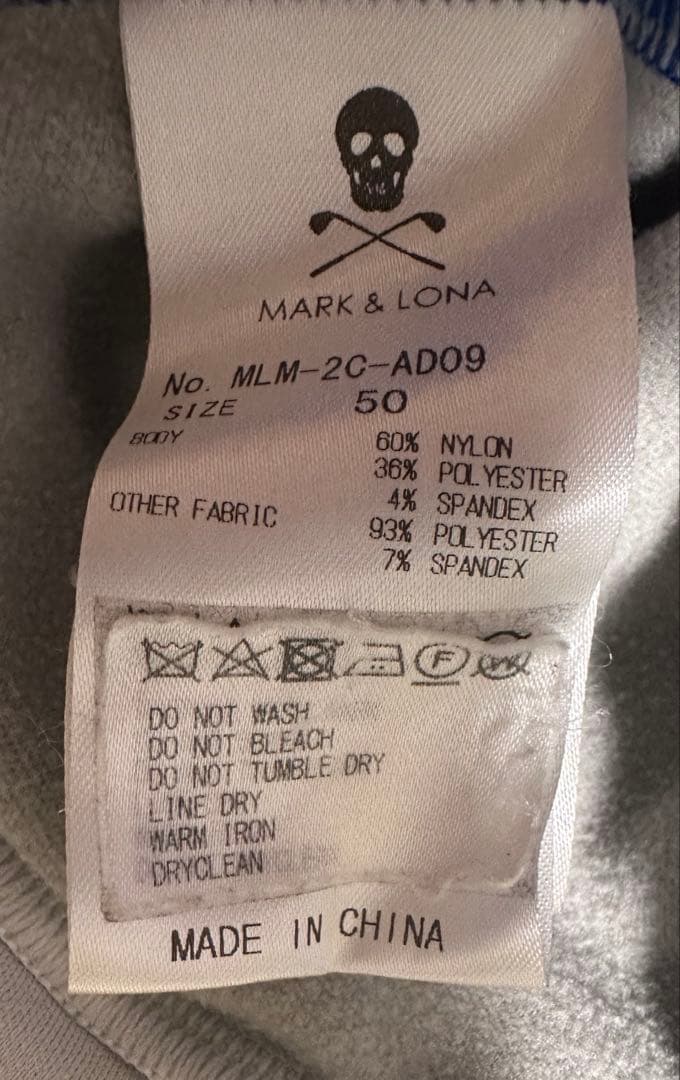 MARK & LONA
No. MLM-2C-AD09
SIZE 50
BODY 60% NYLON
36% POLYESTER
4% SPANDEX
OTHER FABRIC 93% POLYESTER
7% SPANDEX
F W
DO NOT WASH
DO NOT BLEACH
DO NOT TUMBLE DRY
LINE DRY
WARM IRON
DRYCLEAN
MADE IN CHINA